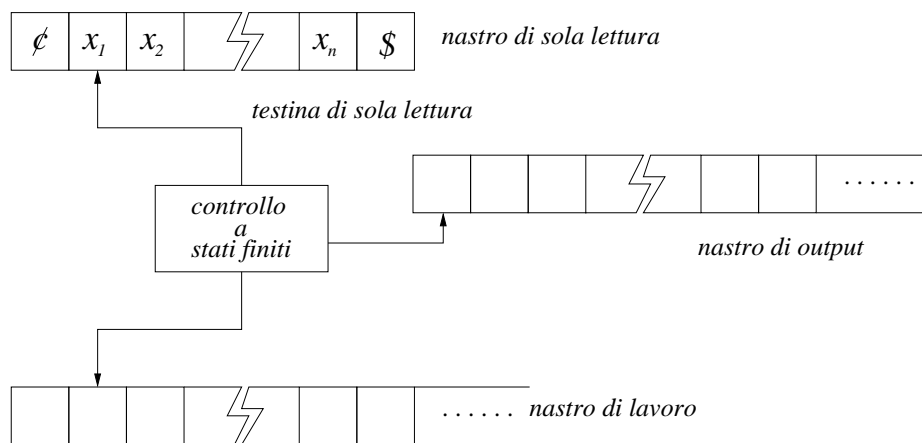 ¢ x₁ x₂ xₙ $ nastro di sola lettura
testina di sola lettura
controllo
a
stati finiti
......
nastro di output
...... nastro di lavoro